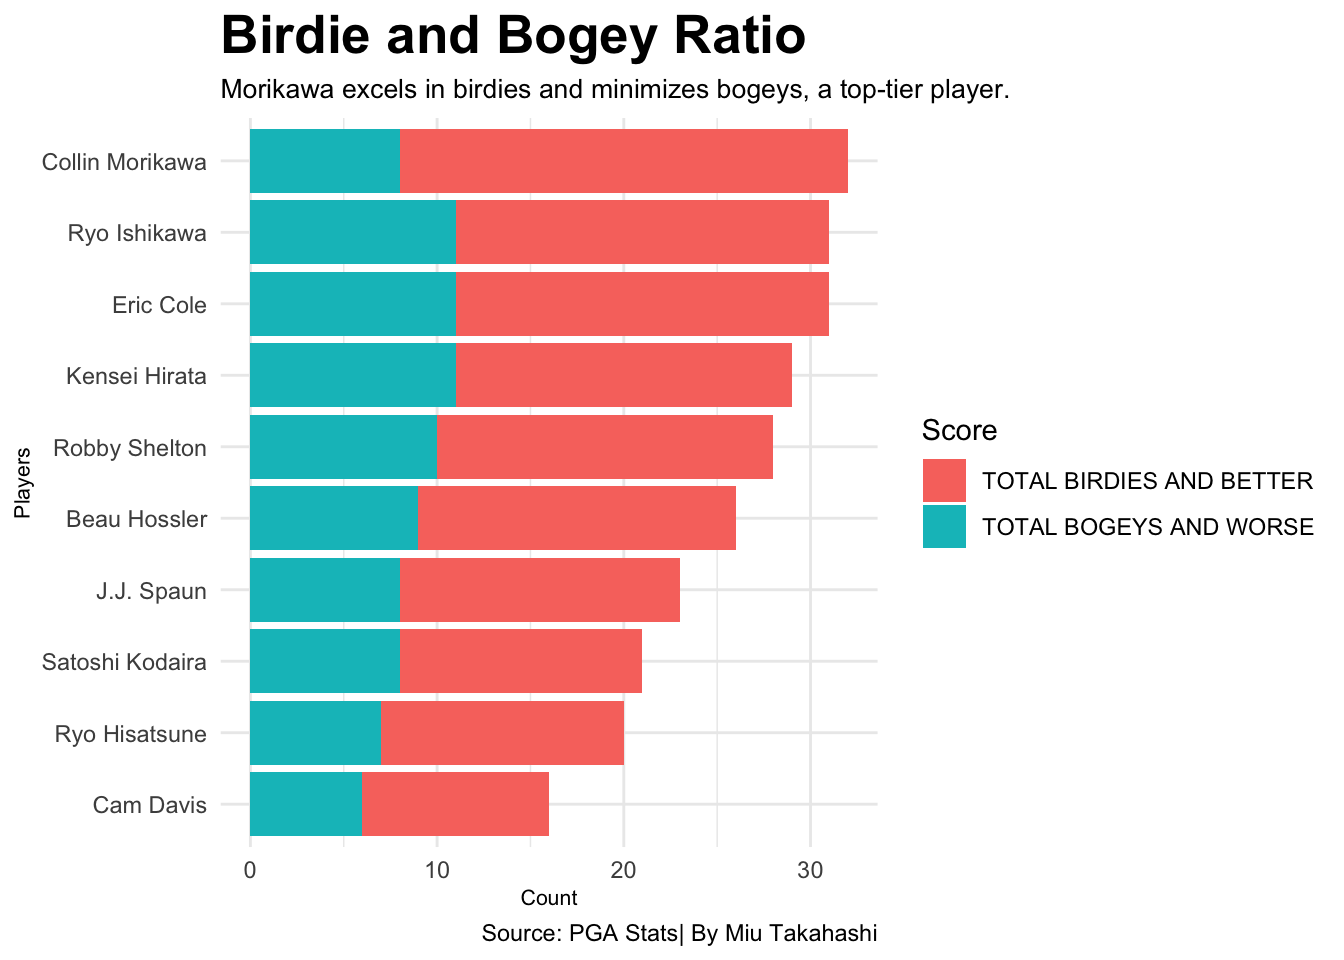 Birdie and Bogey Ratio
Morikawa excels in birdies and minimizes bogeys, a top-tier player.
Players
Collin Morikawa
Ryo Ishikawa
Eric Cole
Kensei Hirata
Robby Shelton
Beau Hossler
J.J. Spaun
Satoshi Kodaira
Ryo Hisatsune
Cam Davis
0 10 20 30
Count
Score
TOTAL BIRDIES AND BETTER
TOTAL BOGEYS AND WORSE
Source: PGA Stats| By Miu Takahashi